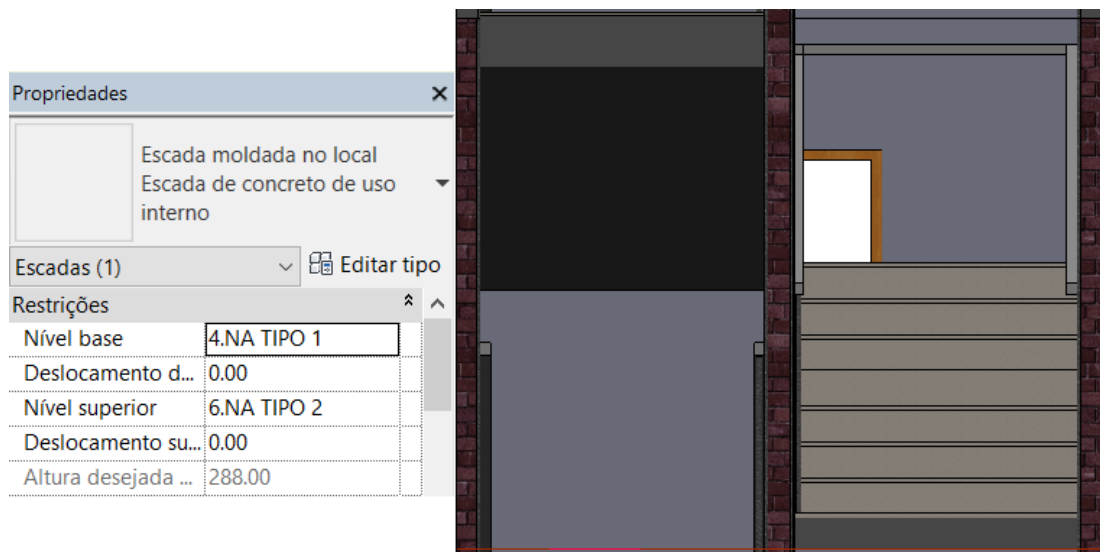 Propriedades
Escada moldada no local
Escada de concreto de uso
interno
Escadas (1)
Editar tipo
Restrições
Nível base 4.NA TIPO 1
Deslocamento d... 0.00
Nível superior 6.NA TIPO 2
Deslocamento su... 0.00
Altura desejada ... 288.00